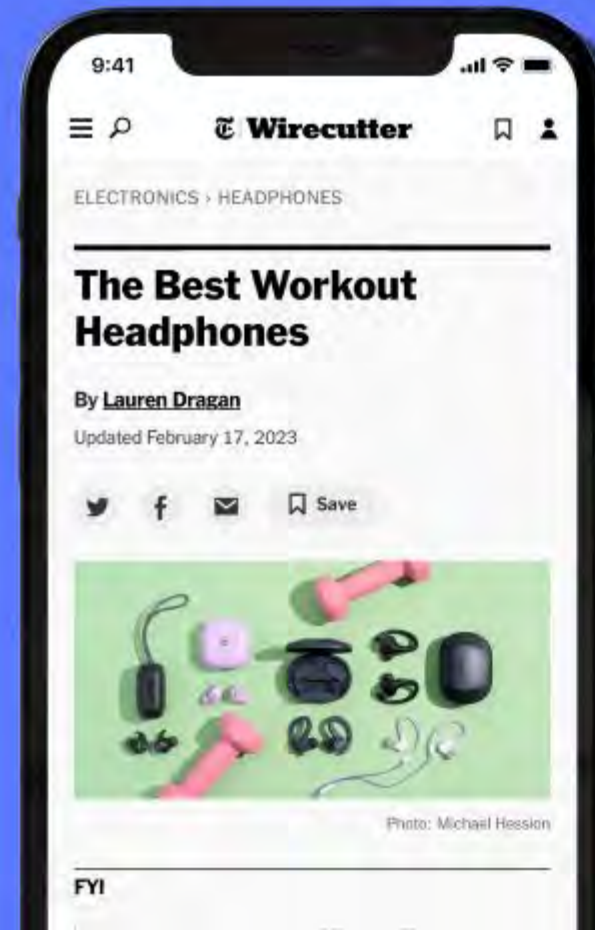 9:41
Wirecutter
ELECTRONICS › HEADPHONES
The Best Workout
Headphones
By Lauren Dragan
Updated February 17, 2023
Save
Photo: Michael Hession
FYI